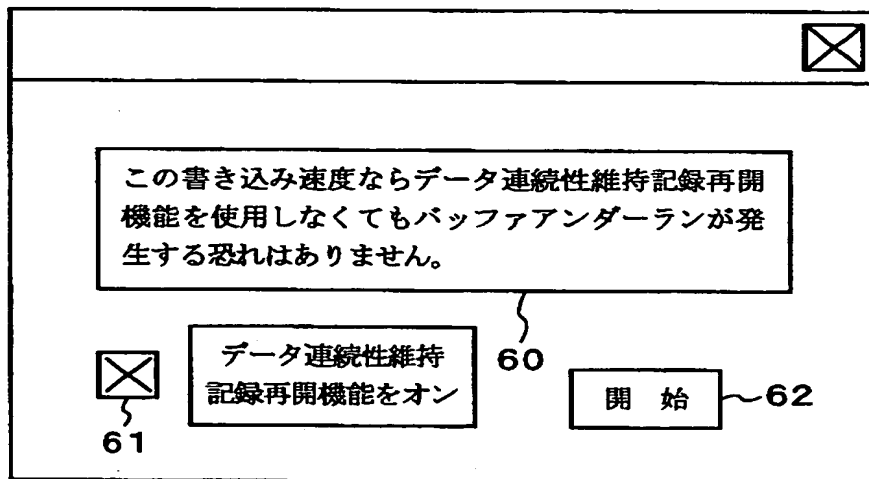 この書き込み速度ならデータ連続性維持記録再開
機能を使用しなくてもバッファアンダーランが発
生する恐れはありません。
60
データ連続性維持
記録再開機能をオン
61
開 始
62